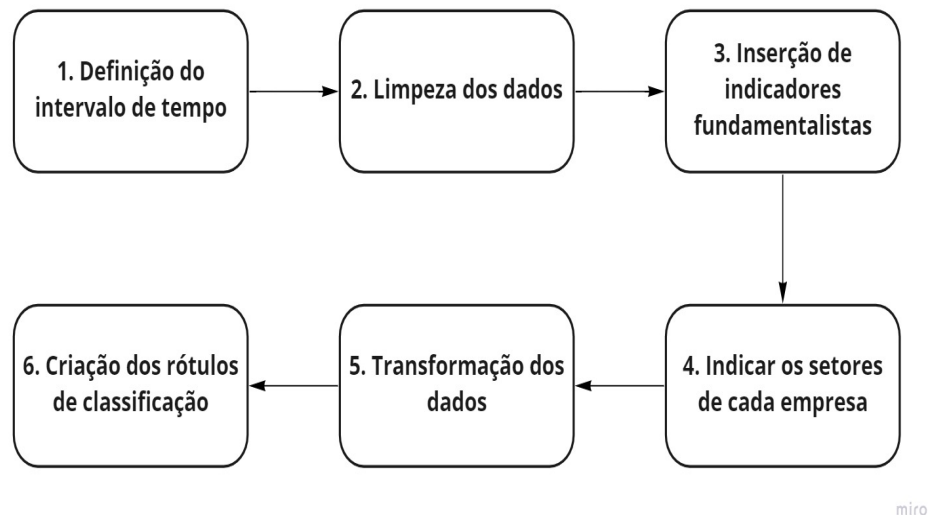 1. Definição do
intervalo de tempo
2. Limpeza dos dados
3. Inserção de
indicadores
fundamentalistas
4. Indicar os setores
de cada empresa
5. Transformação dos
dados
6. Criação dos rótulos
de classificação
miro